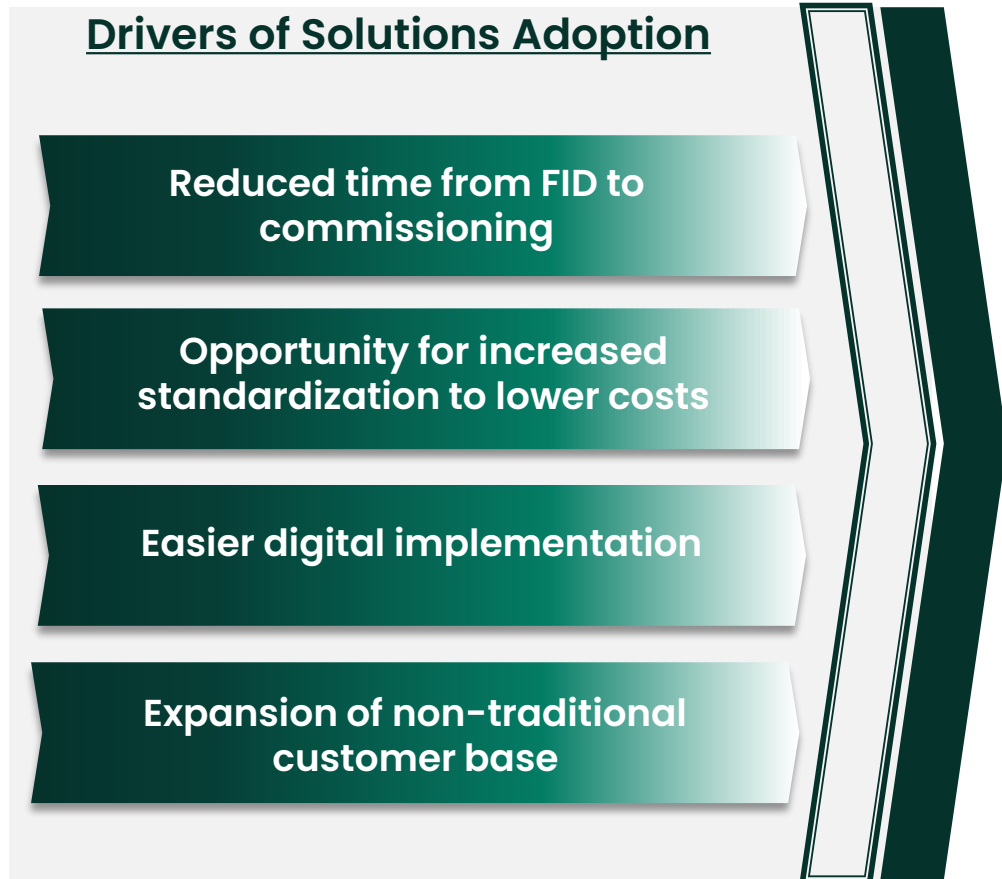 Drivers of Solutions Adoption
Reduced time from FID to
commissioning
Opportunity for increased
standardization to lower costs
Easier digital implementation
Expansion of non-traditional
customer base